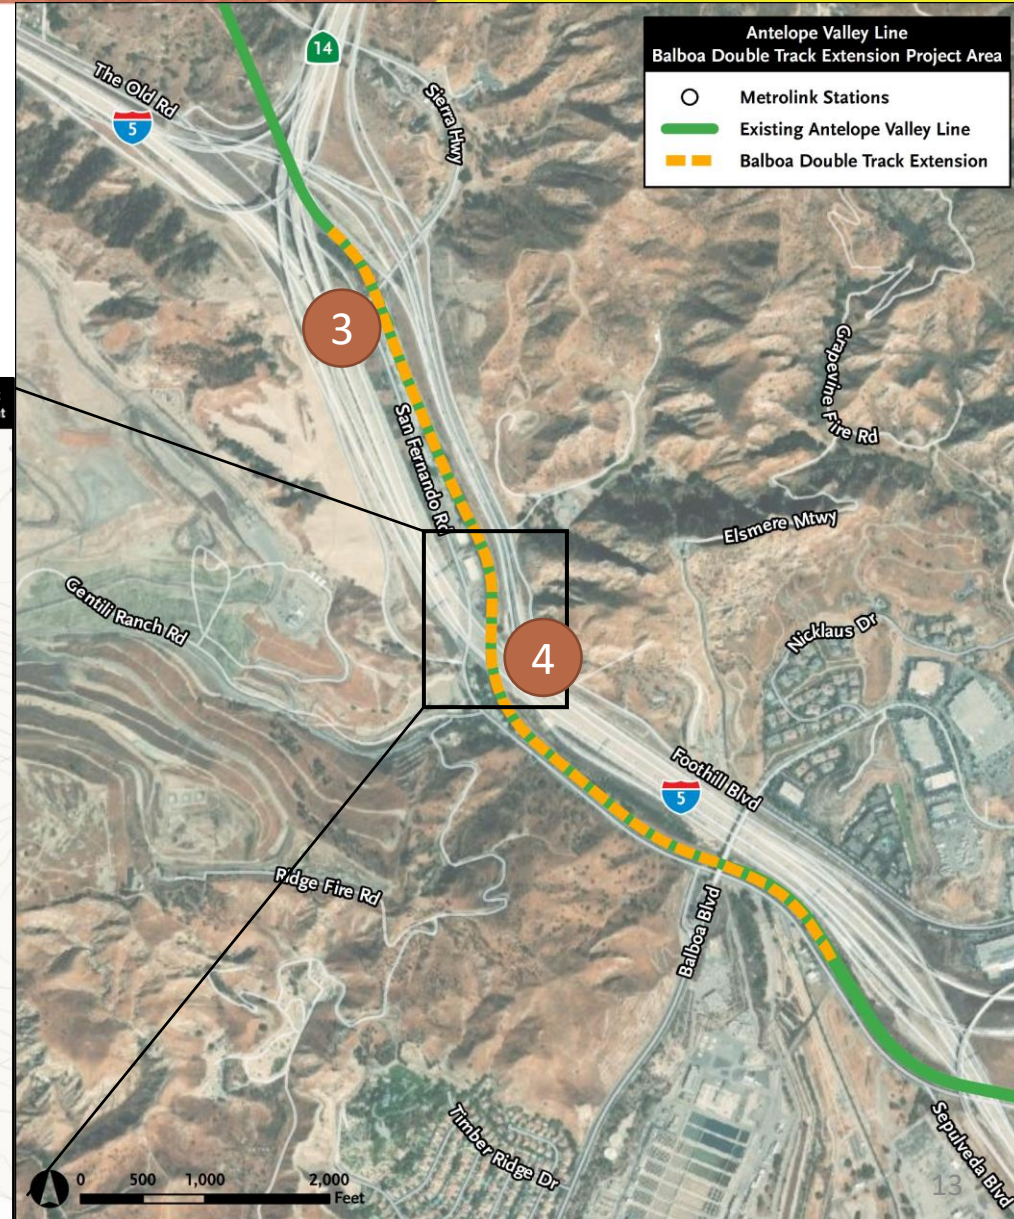 Antelope Valley Line
Balboa Double Track Extension Project Area
Metrolink Stations
Existing Antelope Valley Line
Balboa Double Track Extension
14
The Old Rd
5
Sierra Hwy
3
Grapevine Fire Rd
San Fernando Rd
Elsmere Mtwy
Gentili Ranch Rd
Nicklaus Dr
4
Foothill Blvd
5
Ridge Fire Rd
Balboa Blvd
Timber Ridge Dr
Sepulveda Blvd
0 500 1,000 2,000
Feet
13